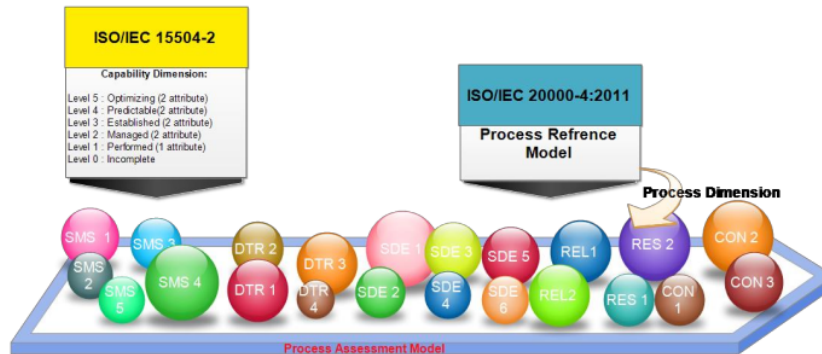 ISO/IEC 15504-2
Capability Dimension:
Level 5 : Optimizing (2 attribute)
Level 4 : Predictable(2 attribute)
Level 3 : Established (2 attribute)
Level 2 : Managed (2 attribute)
Level 1 : Performed (1 attribute)
Level 0 : Incomplete
ISO/IEC 20000-4:2011
Process Refrence
Model
Process Dimension
SMS 1
SMS
2
SMS 3
SMS
5
SMS 4
DTR 2
DTR 1
DTR 3
DTR
4
SDE 1
SDE 2
SDE 3
SDE
4
SDE 5
SDE
6
REL1
REL2
RES 2
RES 1
CON
1
CON 2
CON 3
Process Assessment Model